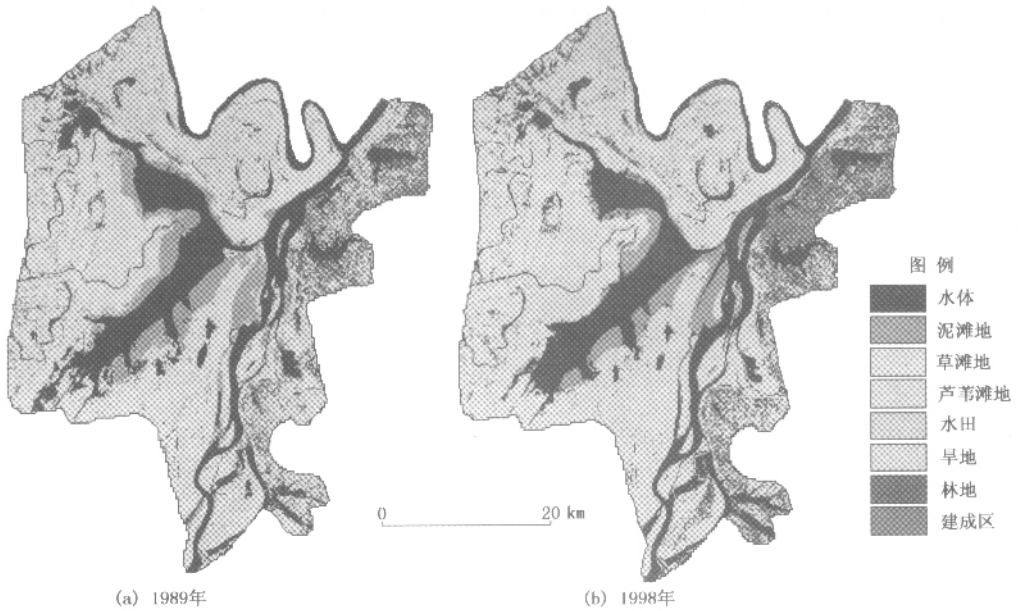 图 例
水体
泥滩地
草滩地
芦苇滩地
水田
旱地
林地
建成区
0 20 km
(a) 1989年
(b) 1998年